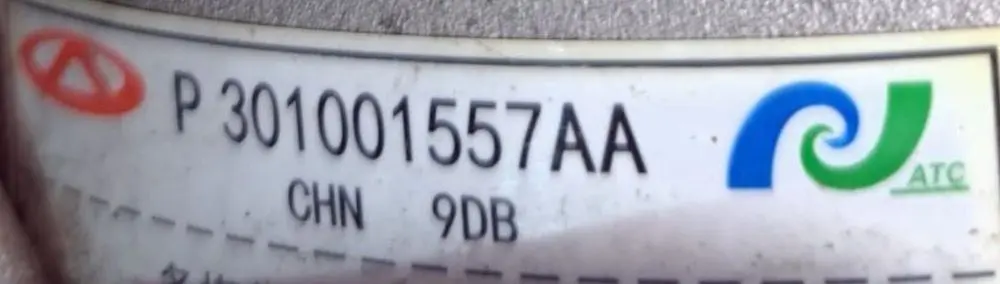 P 301001557AA
ATC
CHN 9DB